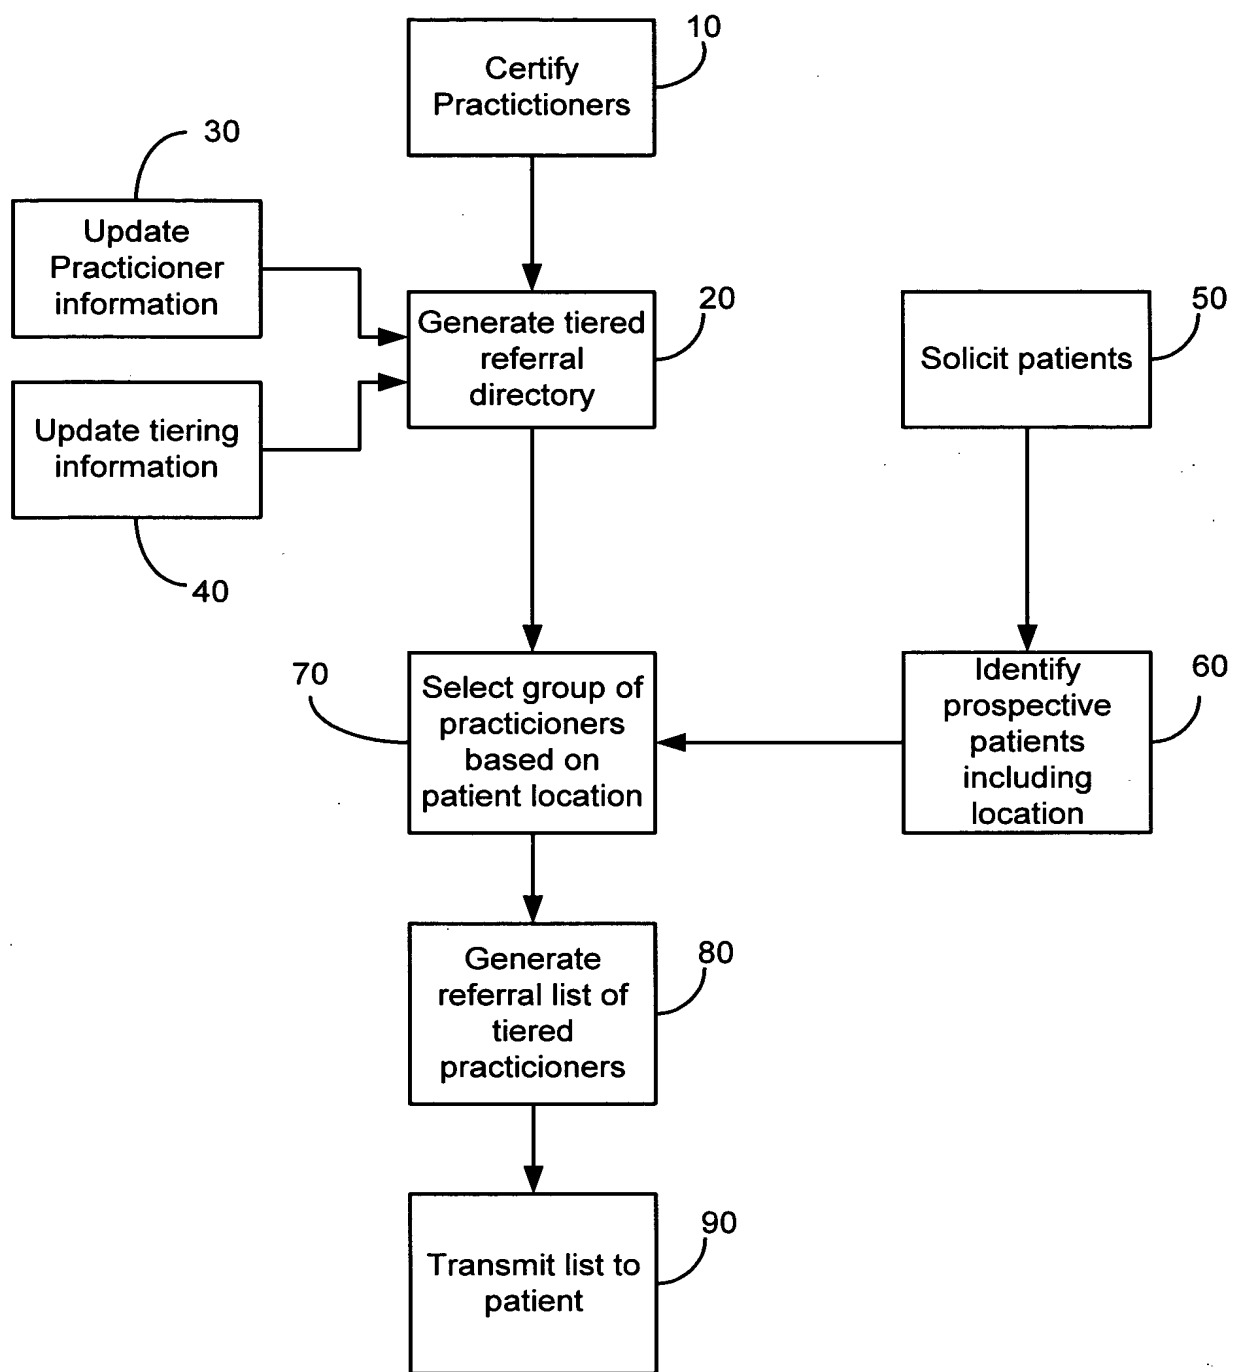 10
Certify
Practictioners
30
Update
Practicioner
information
20
Generate tiered
referral
directory
50
Solicit patients
Update tiering
information
40
70
Select group of
practicioners
based on
patient location
60
Identify
prospective
patients
including
location
80
Generate
referral list of
tiered
practicioners
90
Transmit list to
patient